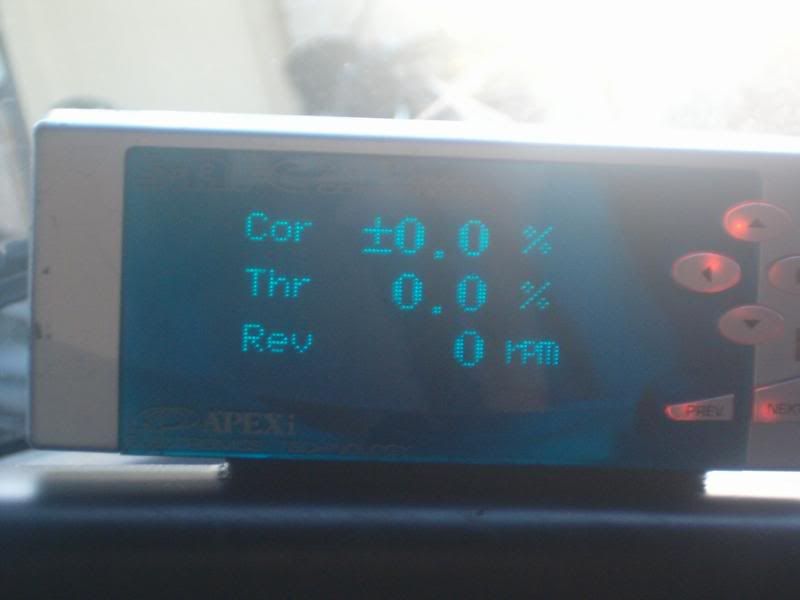 Cor ±0.0 %
Thr 0.0 %
Rev 0 rpm
PREV NEXT
APEXi